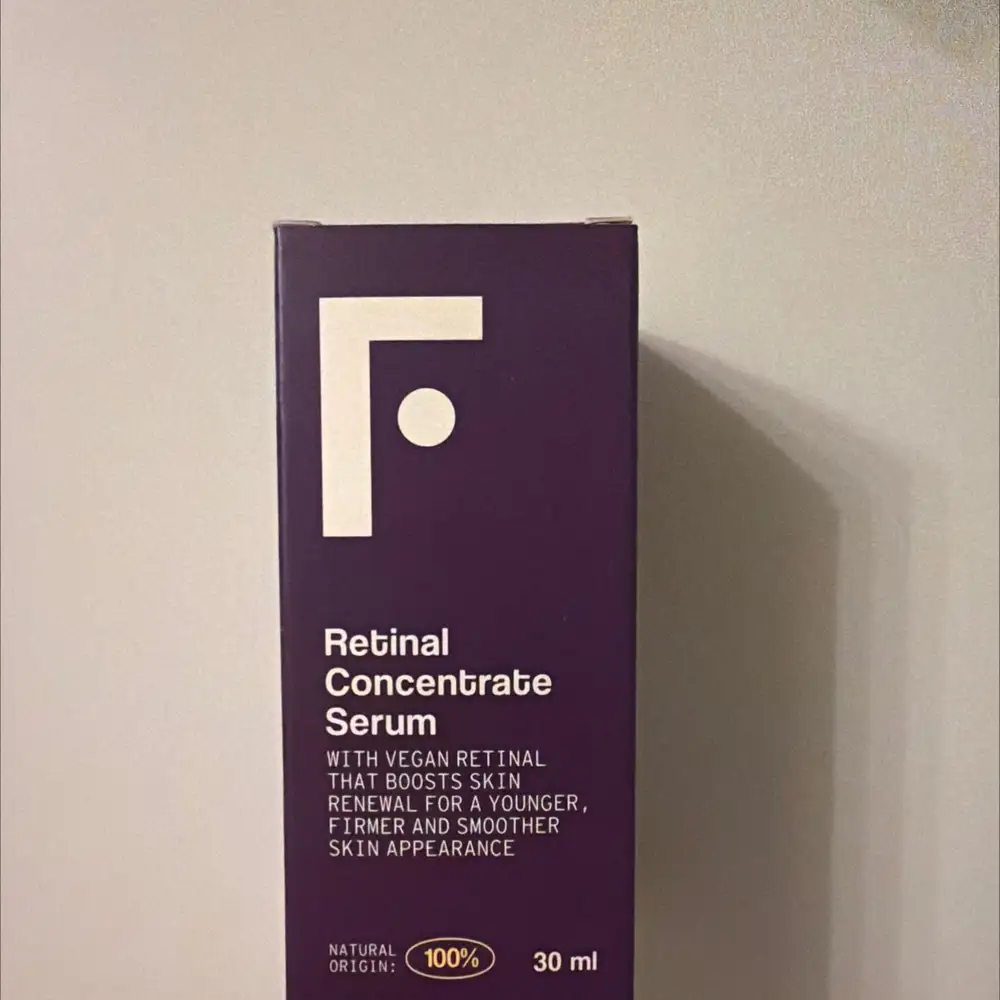 F
Retinal
Concentrate
Serum
WITH VEGAN RETINAL
THAT BOOSTS SKIN
RENEWAL FOR A YOUNGER,
FIRMER AND SMOOTHER
SKIN APPEARANCE
NATURAL
ORIGIN:
100%
30 ml